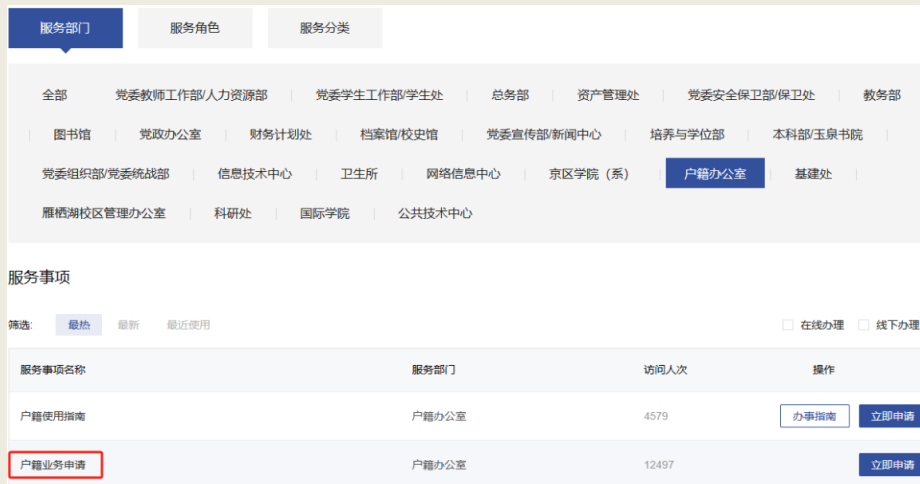 服务部门 服务角色 服务分类
全部 党委教师工作部/人力资源部 党委学生工作部/学生处 总务部 资产管理处 党委安全保卫部/保卫处 教务部
图书馆 党政办公室 财务计划处 档案馆/校史馆 党委宣传部/新闻中心 培养与学位部 本科部/玉泉书院
党委组织部/党委统战部 信息技术中心 卫生所 网络信息中心 京区学院（系） 户籍办公室 基建处
雁栖湖校区管理办公室 科研处 国际学院 公共技术中心
服务事项
筛选: 最热 最新 最近使用 在线办理 线下办理
服务事项名称 服务部门 访问人次 操作
户籍使用指南 户籍办公室 4579 办事指南 立即申请
户籍业务申请 户籍办公室 12497 立即申请